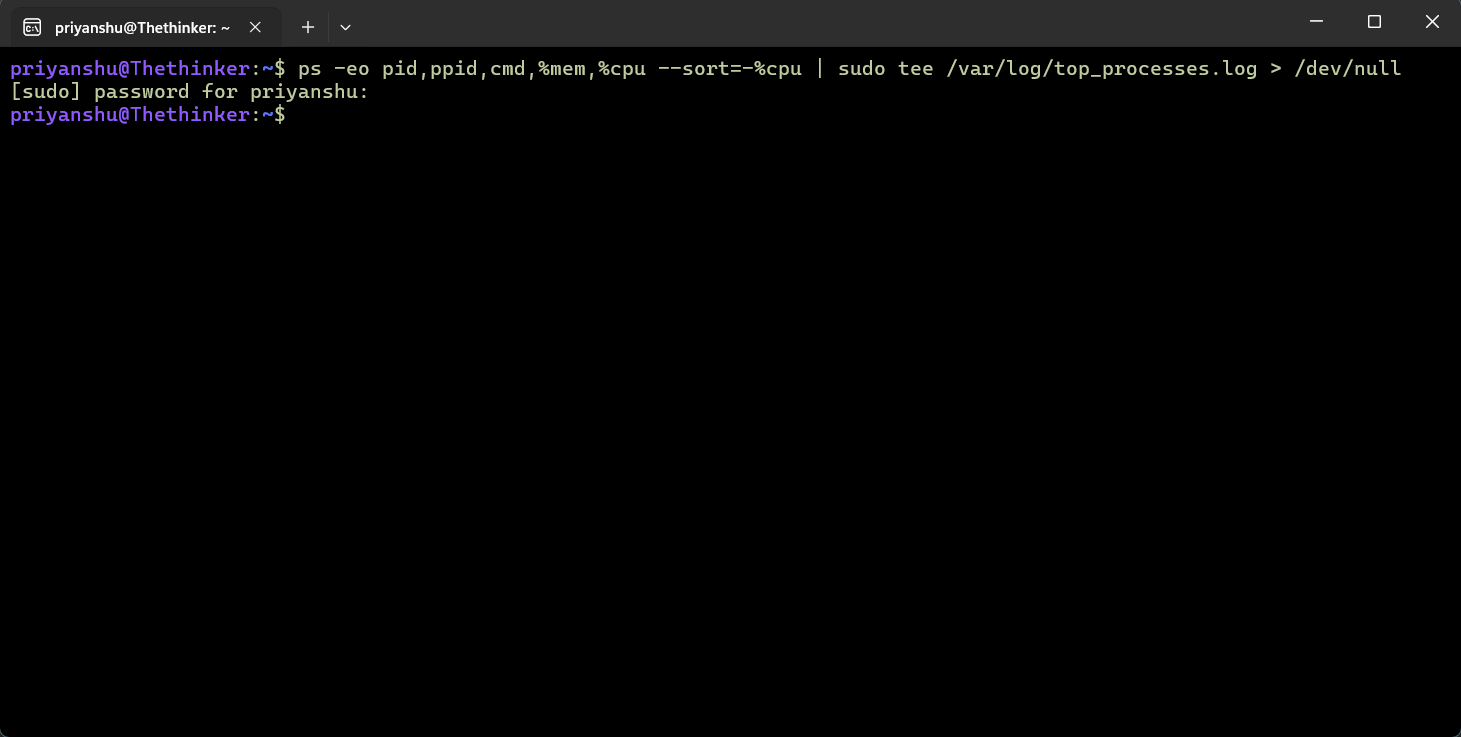 priyanshu@Thethinker: ~
priyanshu@Thethinker:~$ ps -eo pid,ppid,cmd,%mem,%cpu --sort=-%cpu | sudo tee /var/log/top_processes.log > /dev/null
[sudo] password for priyanshu:
priyanshu@Thethinker:~$